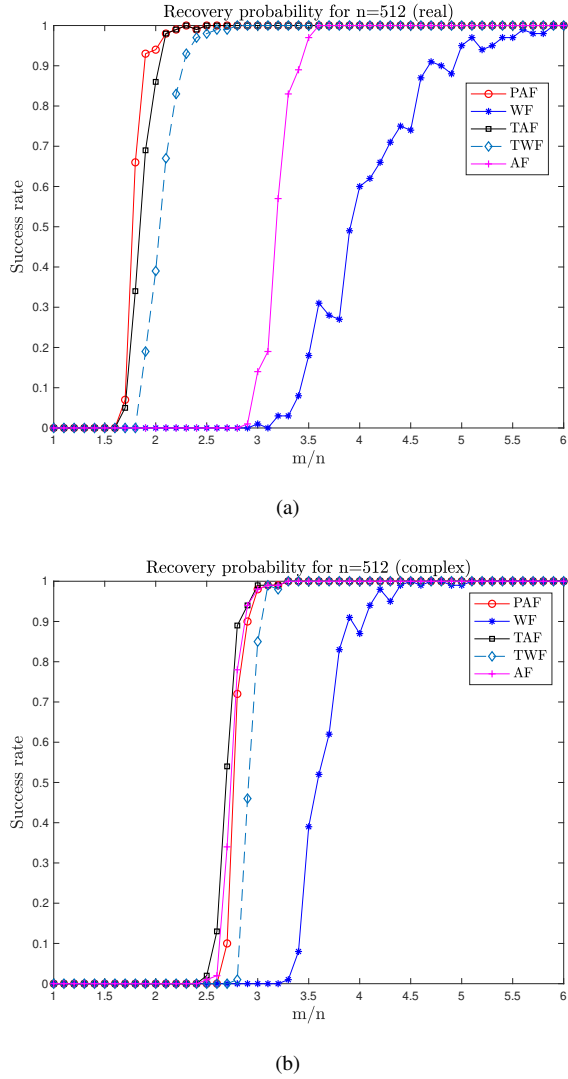 Recovery probability for n=512 (real)
1
0.9
0.8
0.7
0.6
0.5
0.4
0.3
0.2
0.1
0
Success rate
PAF
WF
TAF
TWF
AF
1 1.5 2 2.5 3 3.5 4 4.5 5 5.5 6
m/n
(a)
Recovery probability for n=512 (complex)
1
0.9
0.8
0.7
0.6
0.5
0.4
0.3
0.2
0.1
0
Success rate
PAF
WF
TAF
TWF
AF
1 1.5 2 2.5 3 3.5 4 4.5 5 5.5 6
m/n
(b)